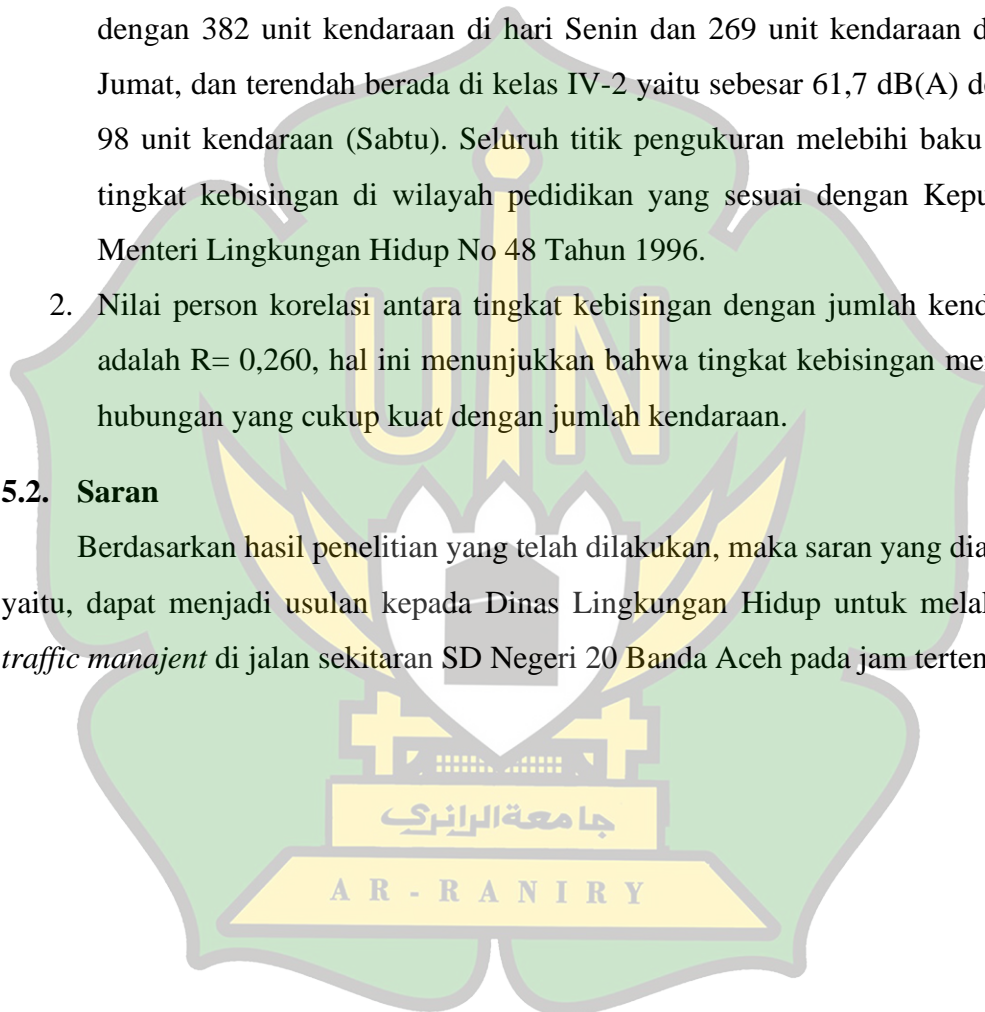 dengan 382 unit kendaraan di hari Senin dan 269 unit kendaraan d
Jumat, dan terendah berada di kelas IV-2 yaitu sebesar 61,7 dB(A) d
98 unit kendaraan (Sabtu). Seluruh titik pengukuran melebihi baku
tingkat kebisingan di wilayah pedidikan yang sesuai dengan Kepu
Menteri Lingkungan Hidup No 48 Tahun 1996.
2. Nilai person korelasi antara tingkat kebisingan dengan jumlah kend
adalah R= 0,260, hal ini menunjukkan bahwa tingkat kebisingan me
hubungan yang cukup kuat dengan jumlah kendaraan.
5.2. Saran
Berdasarkan hasil penelitian yang telah dilakukan, maka saran yang dia
yaitu, dapat menjadi usulan kepada Dinas Lingkungan Hidup untuk mela
traffic manajent di jalan sekitaran SD Negeri 20 Banda Aceh pada jam terten
UIN
جامعة الرانري
AR-RANIRY